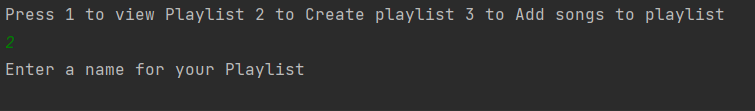 Press 1 to view Playlist 2 to Create playlist 3 to Add songs to playlist
2
Enter a name for your Playlist